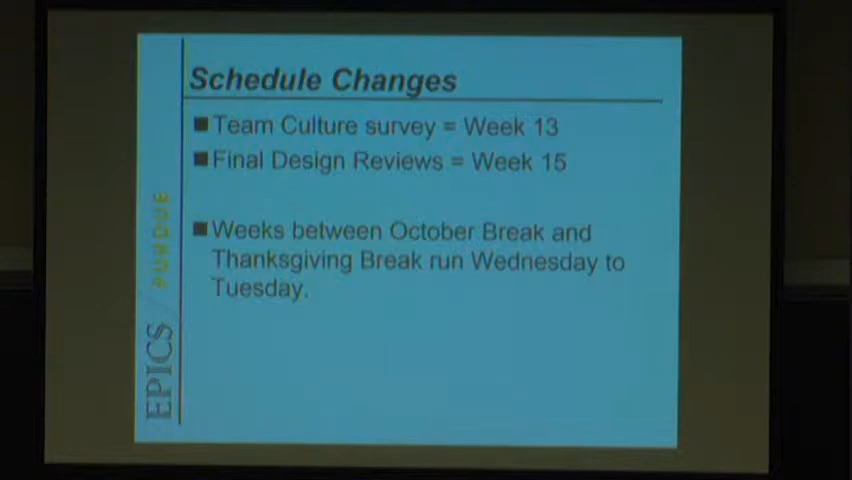 Schedule Changes
Team Culture survey = Week 13
Final Design Reviews = Week 15
Weeks between October Break and
Thanksgiving Break run Wednesday to
Tuesday.
EPICS
PURDUE